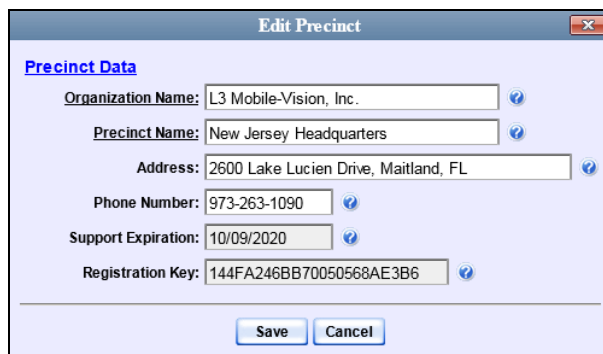 Edit Precinct
Precinct Data
Organization Name: L3 Mobile-Vision, Inc.
Precinct Name: New Jersey Headquarters
Address: 2600 Lake Lucien Drive, Maitland, FL
Phone Number: 973-263-1090
Support Expiration: 10/09/2020
Registration Key: 144FA246BB70050568AE3B6
Save Cancel